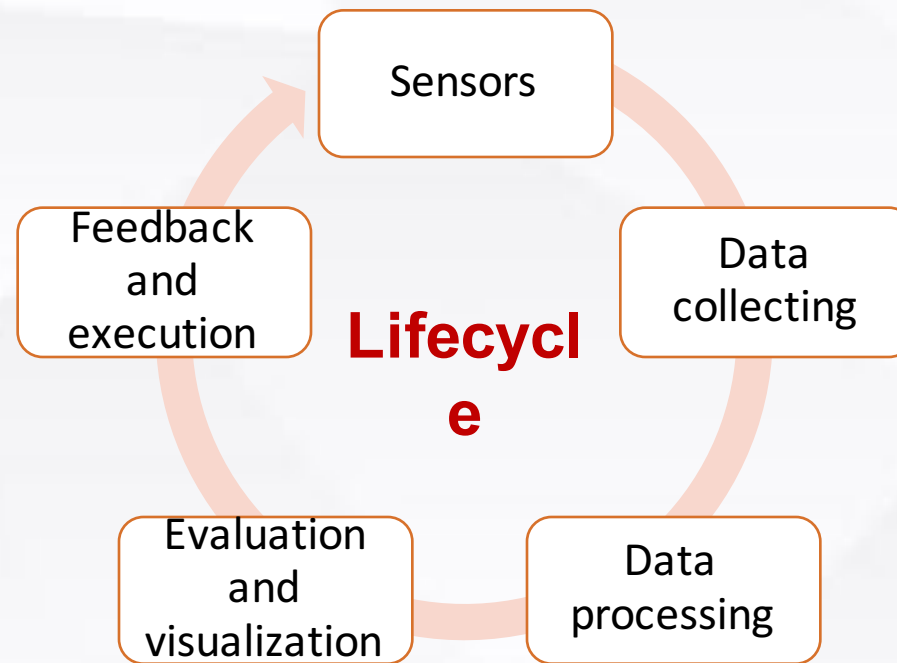 Sensors
Feedback
and
execution
Data
collecting
Lifecycl
e
Evaluation
and
visualization
Data
processing